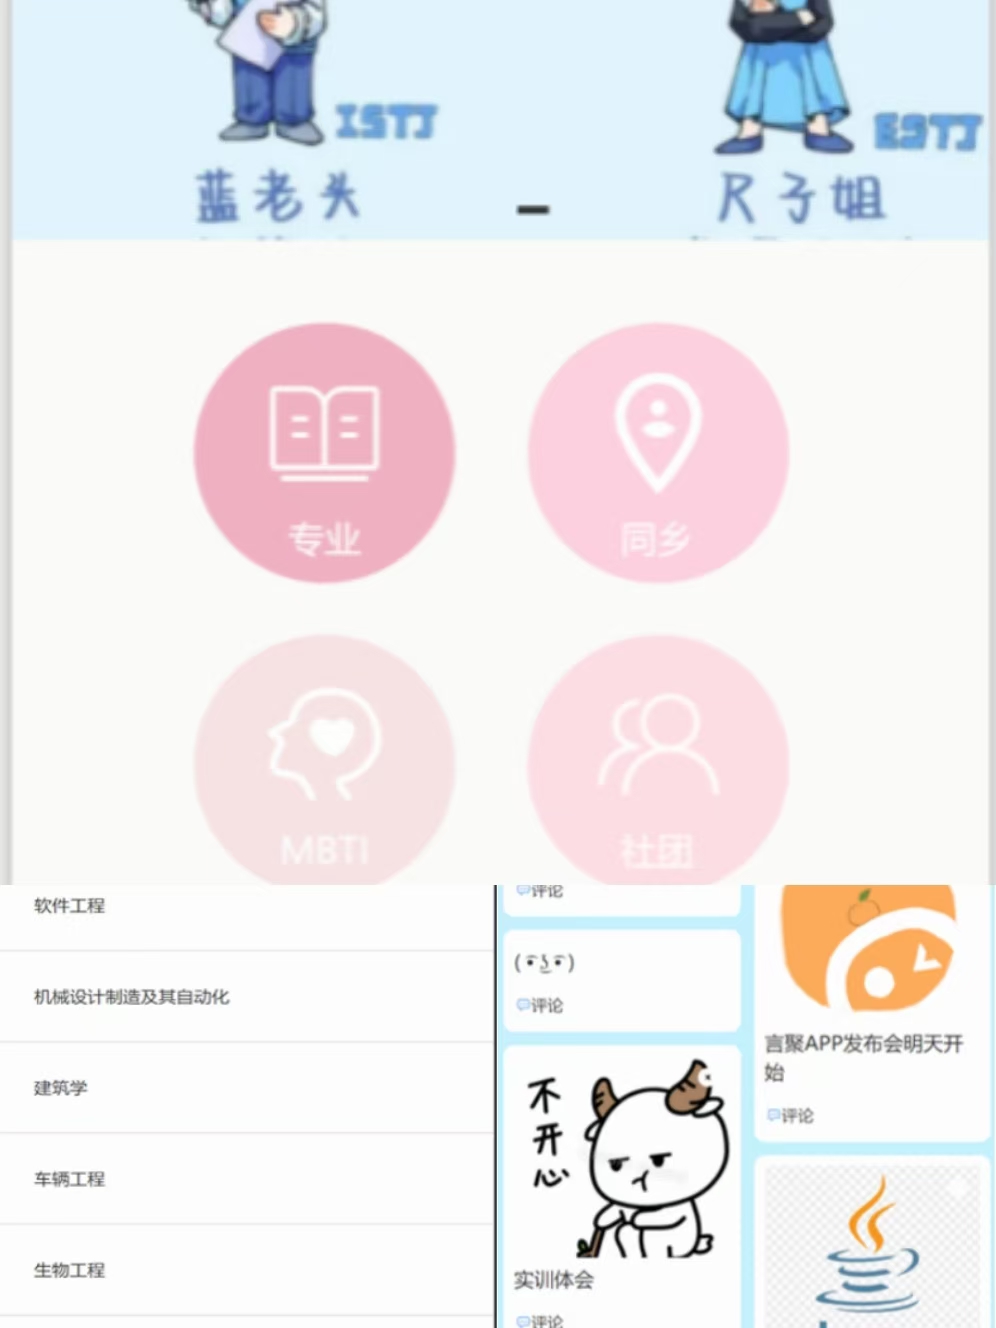 ISTJ
ESTJ
蓝老头
尺子姐
专业
同乡
MBTI
社团
软件工程
机械设计制造及其自动化
建筑学
车辆工程
生物工程
评论
( ͡° ͜ʖ ͡°)
评论
不开心
实训体会
评论
言聚APP发布会明天开
始
评论